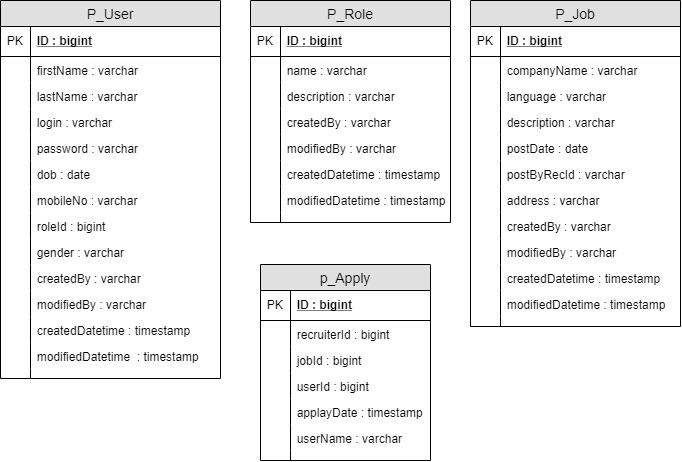 P_User
PK ID : bigint
firstName : varchar
lastName : varchar
login : varchar
password : varchar
dob : date
mobileNo : varchar
roleId : bigint
gender : varchar
createdBy : varchar
modifiedBy : varchar
createdDatetime : timestamp
modifiedDatetime : timestamp
P_Role
PK ID : bigint
name : varchar
description : varchar
createdBy : varchar
modifiedBy : varchar
createdDatetime : timestamp
modifiedDatetime : timestamp
P_Job
PK ID : bigint
companyName : varchar
language : varchar
description : varchar
postDate : date
postByRecId : varchar
address : varchar
createdBy : varchar
modifiedBy : varchar
createdDatetime : timestamp
modifiedDatetime : timestamp
p_Apply
PK ID : bigint
recruiterId : bigint
jobId : bigint
userId : bigint
applayDate : timestamp
userName : varchar